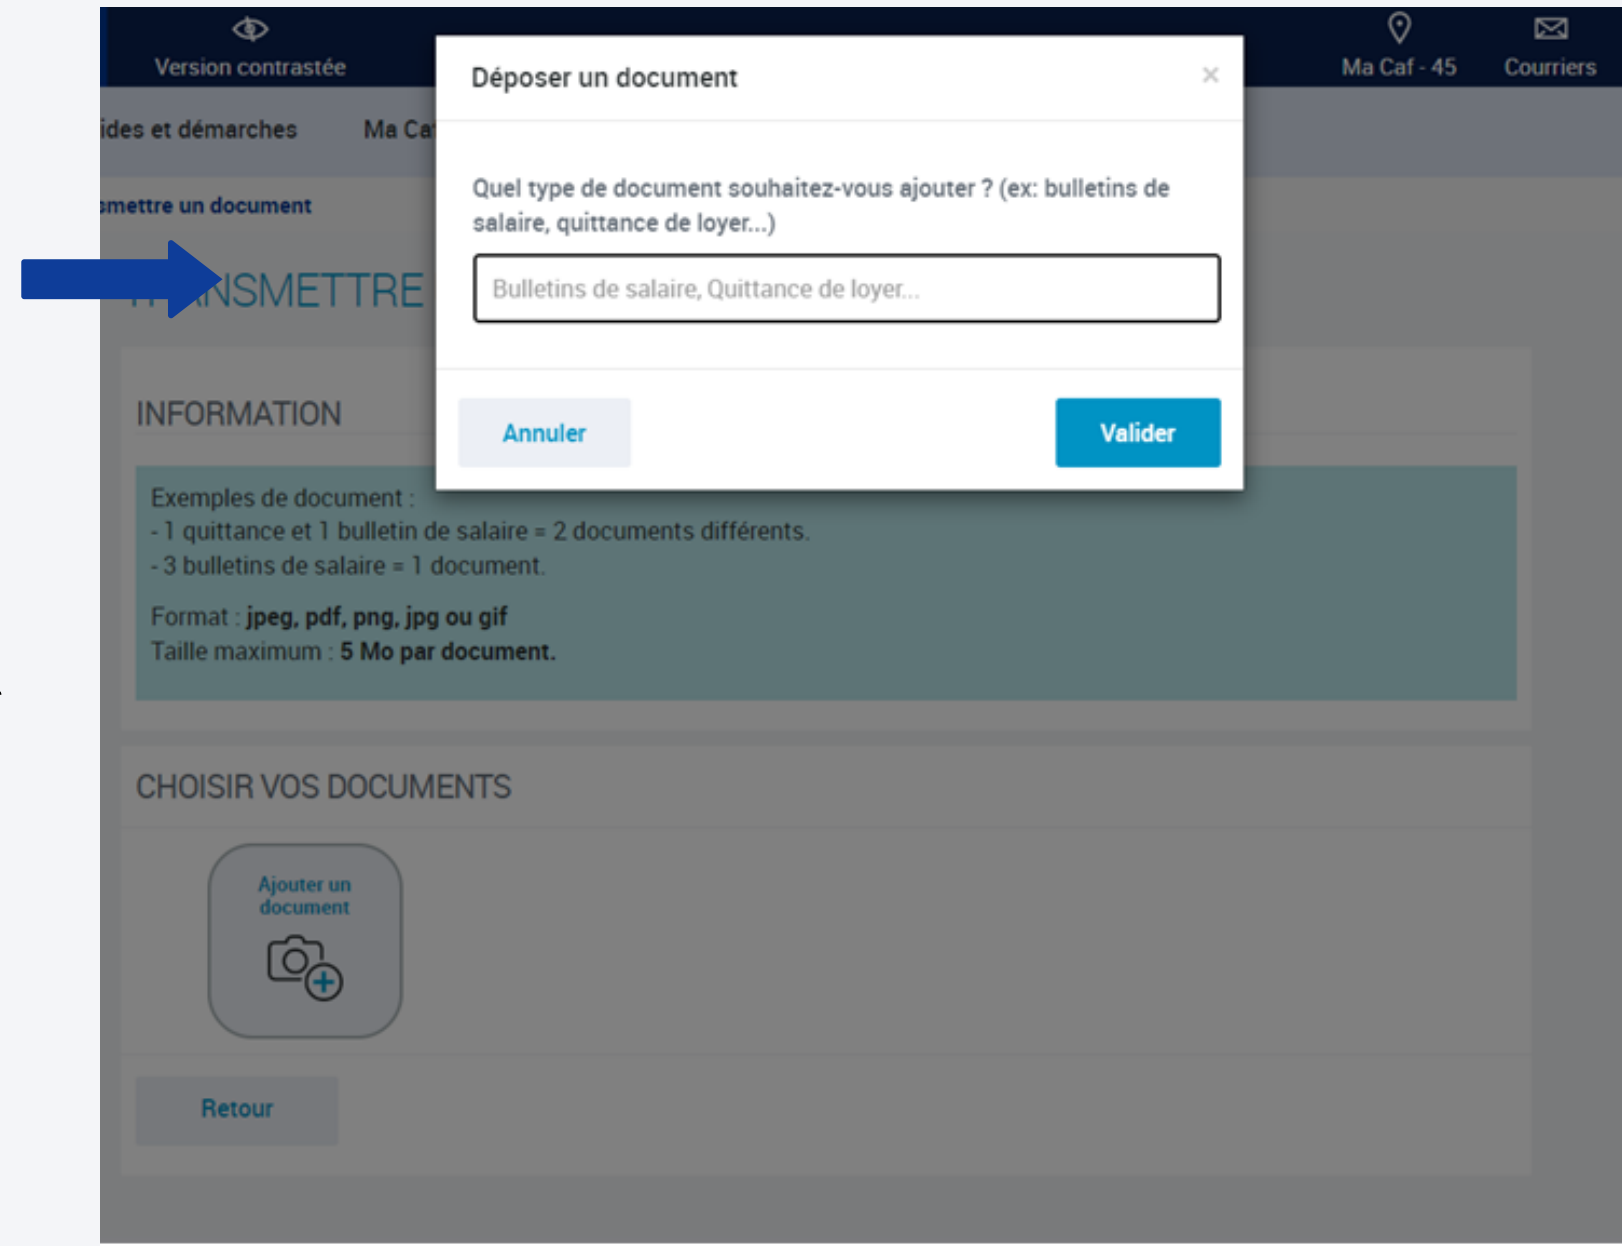 Version contrastée
Ma Caf - 45
Courriers
Déposer un document
×
ides et démarches
Ma Ca
Quel type de document souhaitez-vous ajouter ? (ex: bulletins de
salaire, quittance de loyer...)
smettre un document
Bulletins de salaire, Quittance de loyer...
NSMETTRE
Annuler
Valider
INFORMATION
Exemples de document :
- 1 quittance et 1 bulletin de salaire = 2 documents différents.
- 3 bulletins de salaire = 1 document.
Format : jpeg, pdf, png, jpg ou gif
Taille maximum : 5 Mo par document.
CHOISIR VOS DOCUMENTS
Ajouter un
document
Retour